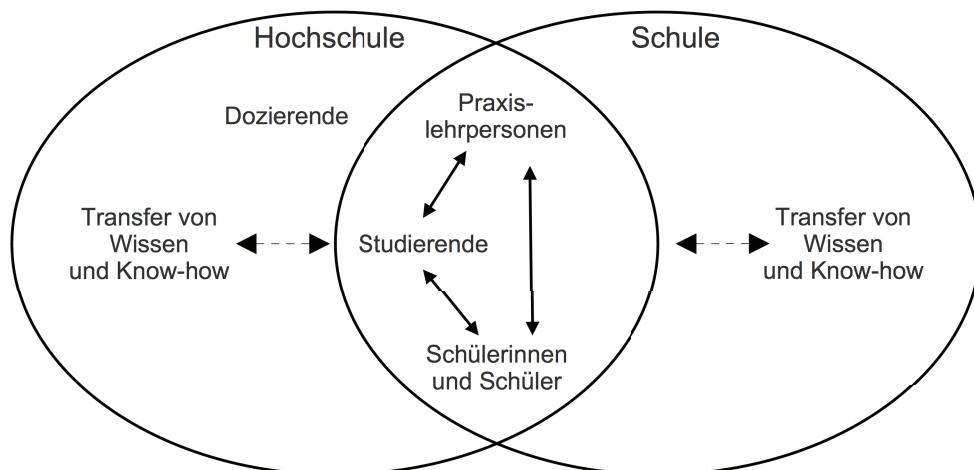 Hochschule
Schule
Dozierende
Praxis-
lehrpersonen
Transfer von
Wissen
und Know-how
Studierende
Transfer von
Wissen
und Know-how
Schülerinnen
und Schüler